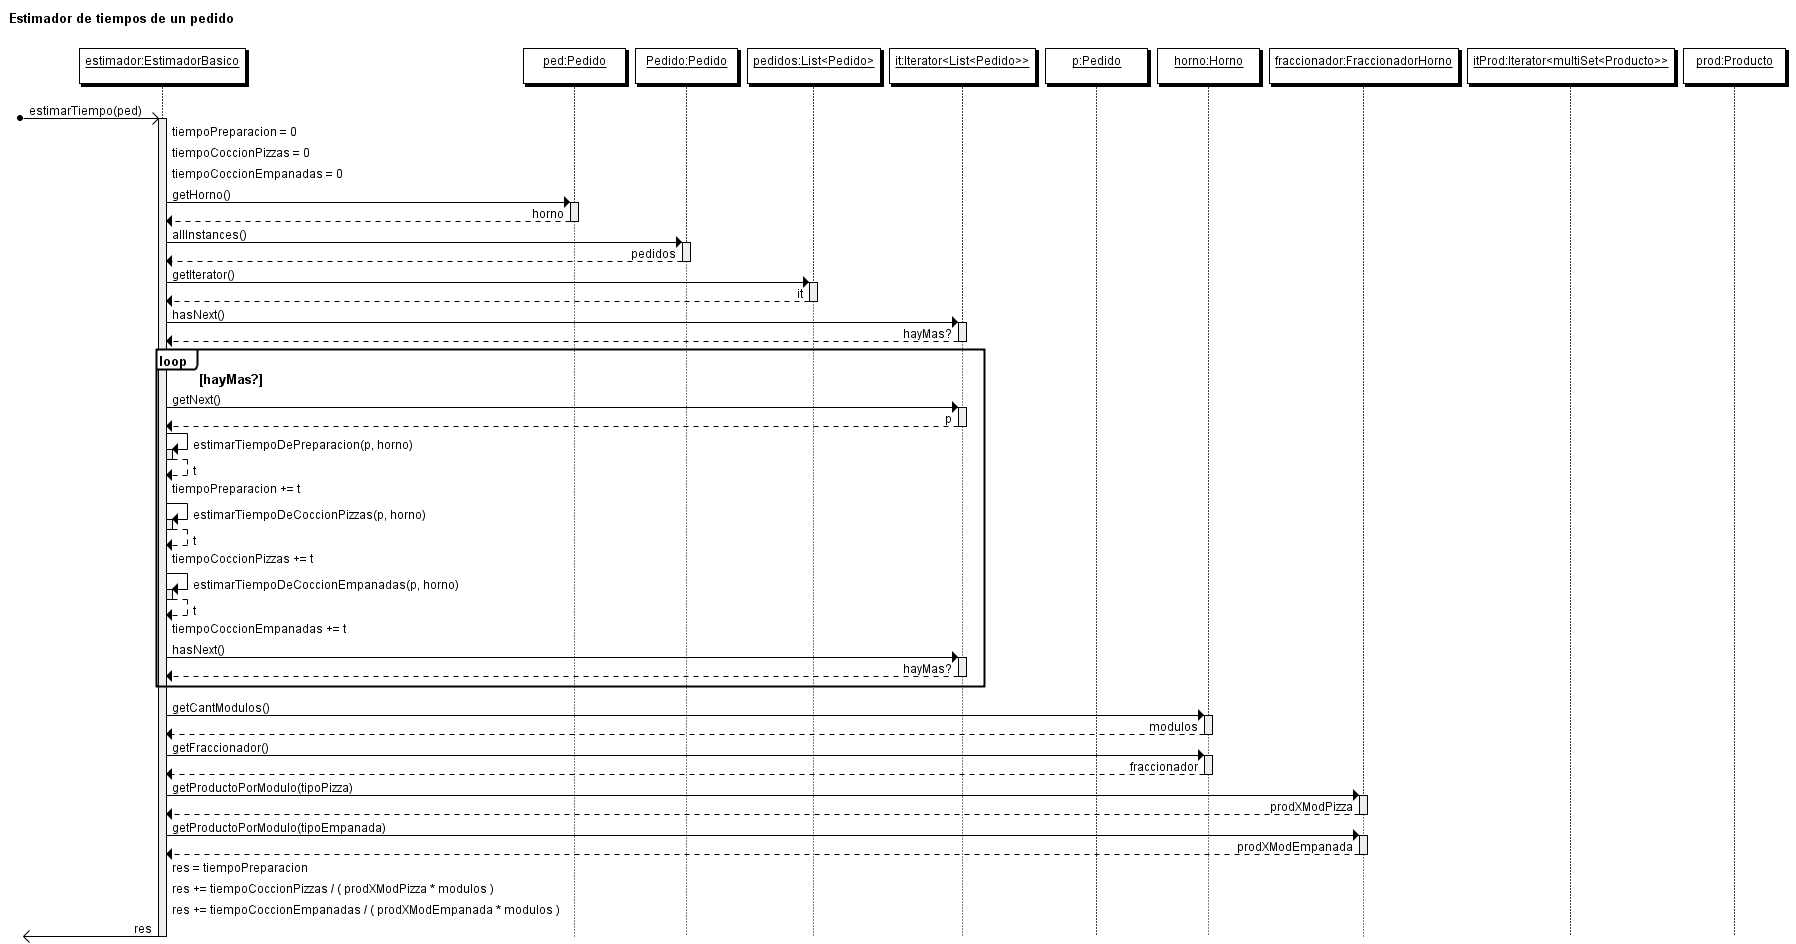 Estimador de tiempos de un pedido
estimador:EstimadorBasico
ped:Pedido
Pedido:Pedido
pedidos:List<Pedido>
it:Iterator<List<Pedido>>
p:Pedido
horno:Horno
fraccionador:FraccionadorHorno
itProd:Iterator<multiSet<Producto>>
prod:Producto
estimarTiempo(ped)
tiempoPreparacion = 0
tiempoCoccionPizzas = 0
tiempoCoccionEmpanadas = 0
getHorno()
horno
allInstances()
pedidos
getIterator()
it
hasNext()
hayMas?
loop
[hayMas?]
getNext()
p
estimarTiempoDePreparacion(p, horno)
t
tiempoPreparacion += t
estimarTiempoDeCoccionPizzas(p, horno)
t
tiempoCoccionPizzas += t
estimarTiempoDeCoccionEmpanadas(p, horno)
t
tiempoCoccionEmpanadas += t
hasNext()
hayMas?
getCantModulos()
modulos
getFraccionador()
fraccionador
getProductoPorModulo(tipoPizza)
prodXModPizza
getProductoPorModulo(tipoEmpanada)
prodXModEmpanada
res = tiempoPreparacion
res += tiempoCoccionPizzas / ( prodXModPizza * modulos )
res += tiempoCoccionEmpanadas / ( prodXModEmpanada * modulos )
res